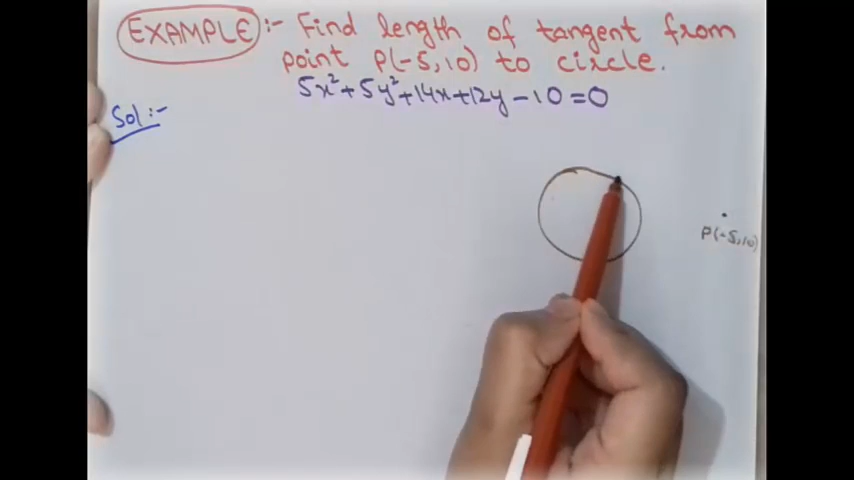 EXAMPLE :- Find length of tangent from
point P(-5,10) to circle.
5x²+5y²+14x+12y-10=0
Sol:-
P(-5,10)